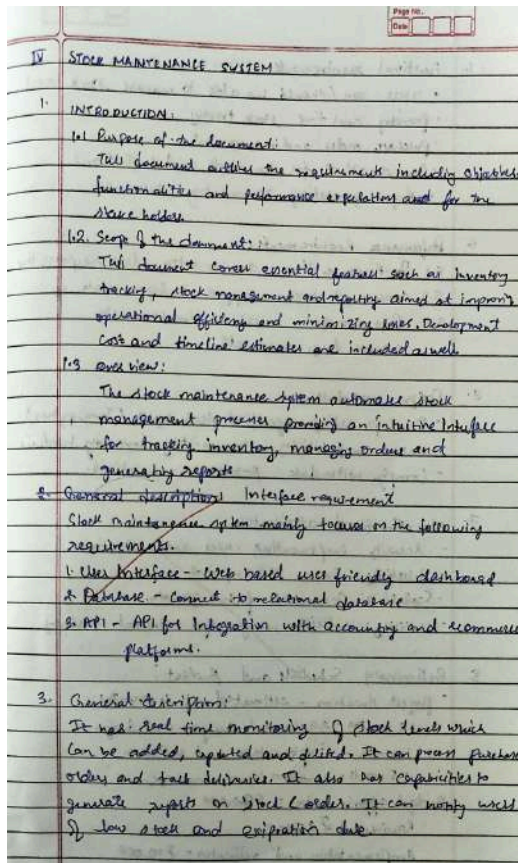 Page No.
Date
IV STOCK MAINTENANCE SYSTEM
1. INTRODUCTION:
1.1 Purpose of the document:
This document outlines the requirements including objectives
functionalities and performance expectations and for the
stake holders
1.2. Scope of the document:
This document covers essential features such as Inventory
tracking, stock management and reporting aimed at improving
operational efficiency and minimizing losses. Development
cost and timeline estimates are included as well
1.3 Over view:
The stock maintenance system automates stock
management processes providing an intuitive Interface
for tracking inventory, managing orders and
generating reports
2. General description: Interface requirement
Stock maintenance system mainly focuses on the following
requirements.
1. User Interface - Web based user friendly dashboard
2. Database - Connect to relational database
3. API - API for Integration with accounting and ecommerce
platforms.
3. General description:
It has real time monitoring of stock levels which
can be added, updated and deleted. It can process purchase
orders and track deliveries. It also has capabilities to
generate reports on stock & order. It can notify users
of low stock and expiration date